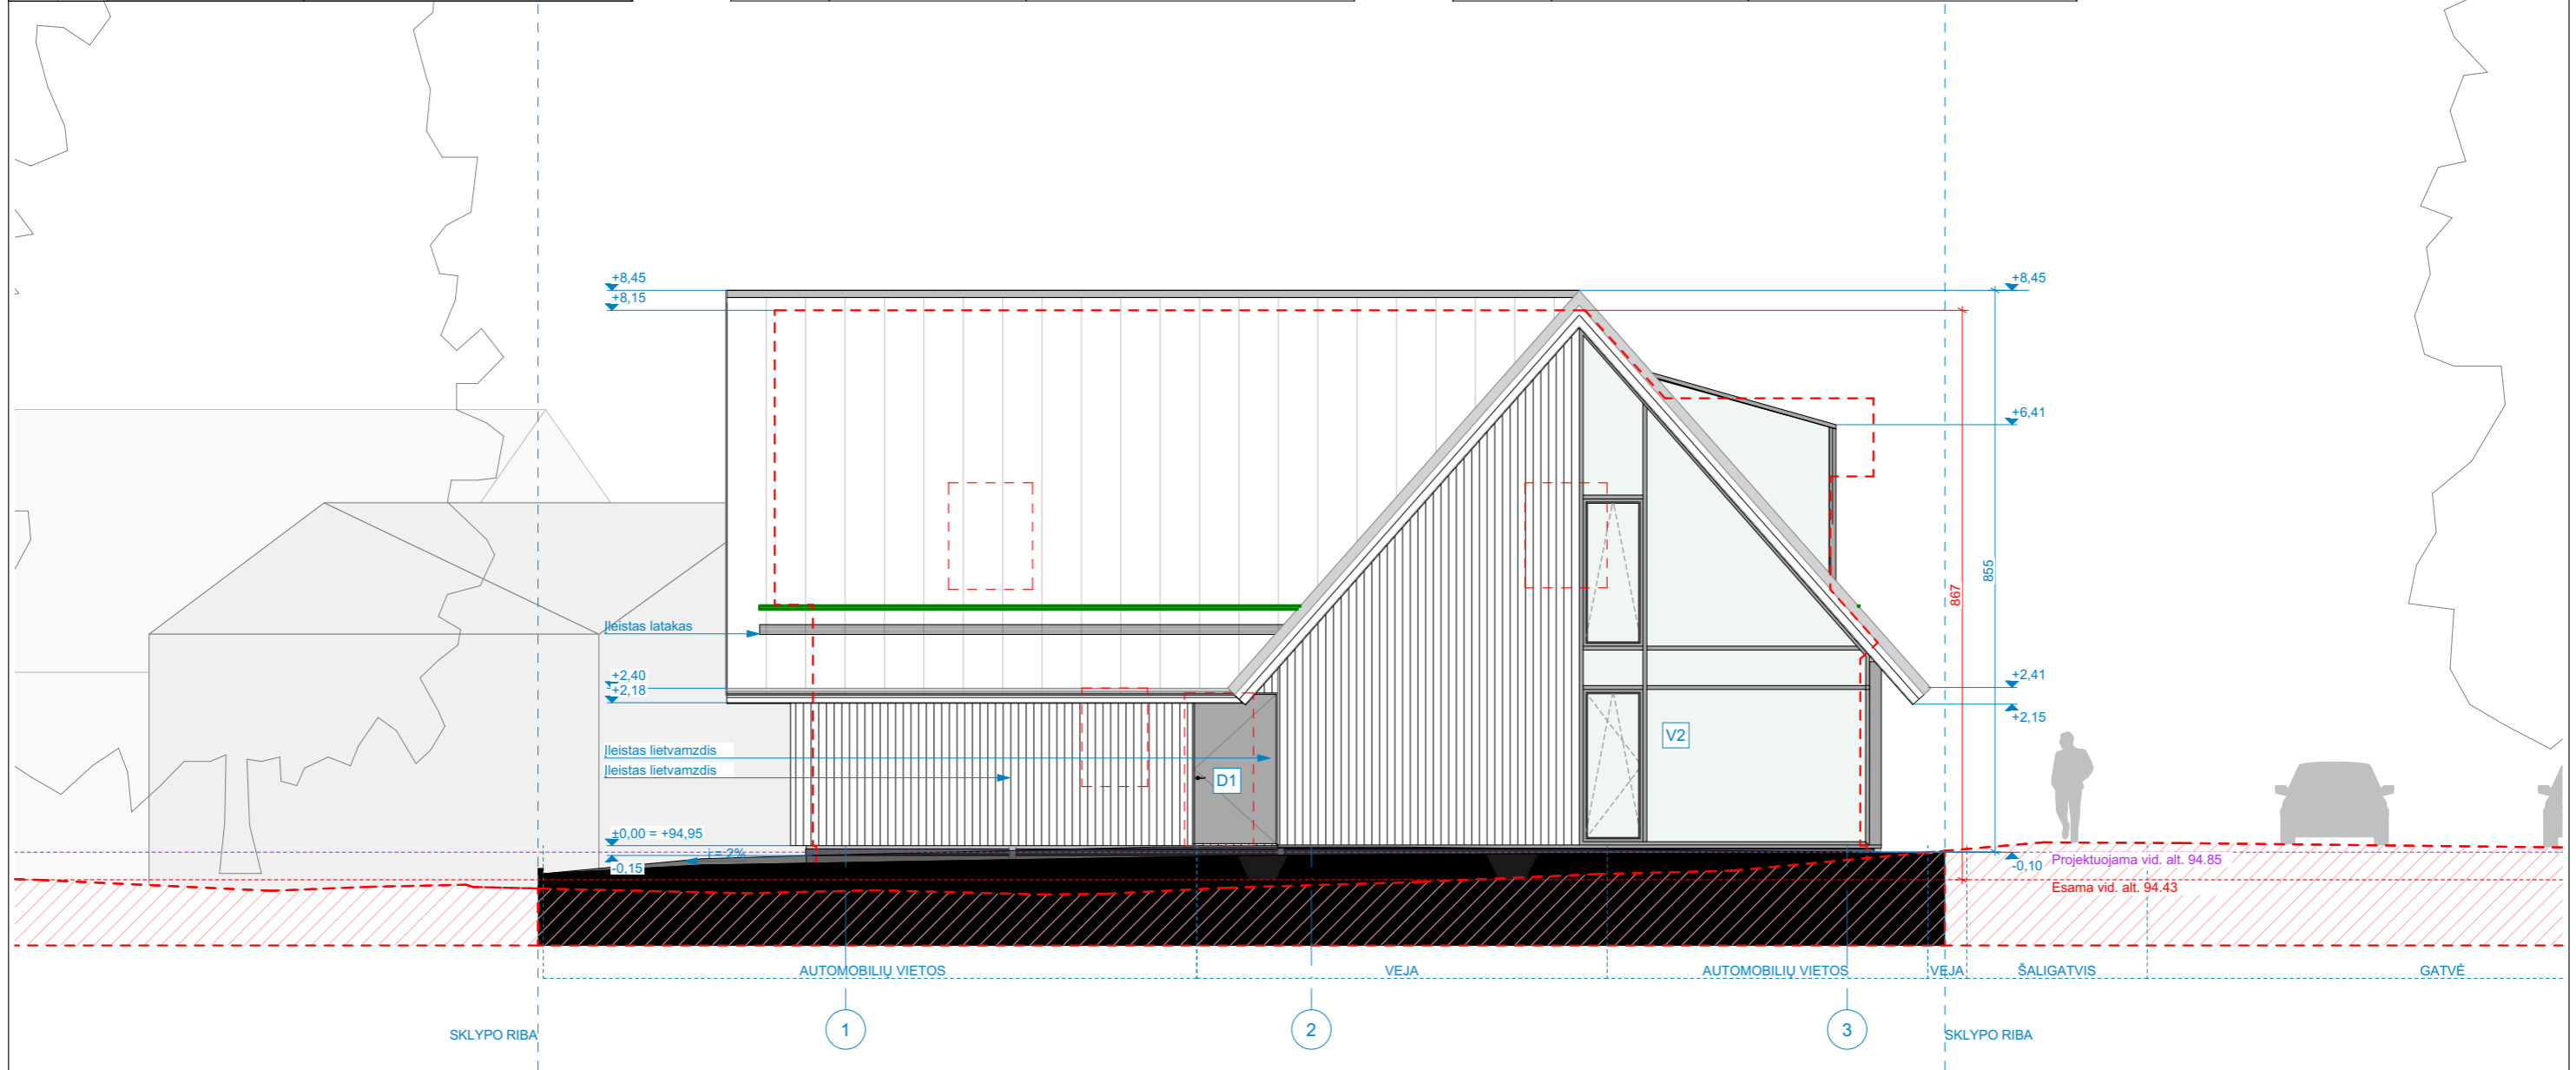 +8,45
+8,15
+8,45
+6,41
Įleistas latakas
+2,40
+2,18
+2,41
+2,15
867
855
V2
Įleistas lietvamzdis
Įleistas lietvamzdis
D1
±0,00 = +94,95
i = 2%
-0,15
-0,10
Projektuojama vid. alt. 94.85
Esama vid. alt. 94.43
AUTOMOBILIŲ VIETOS
VEJA
AUTOMOBILIŲ VIETOS
VEJA
ŠALIGATVIS
GATVĖ
1
2
3
SKLYPO RIBA
SKLYPO RIBA